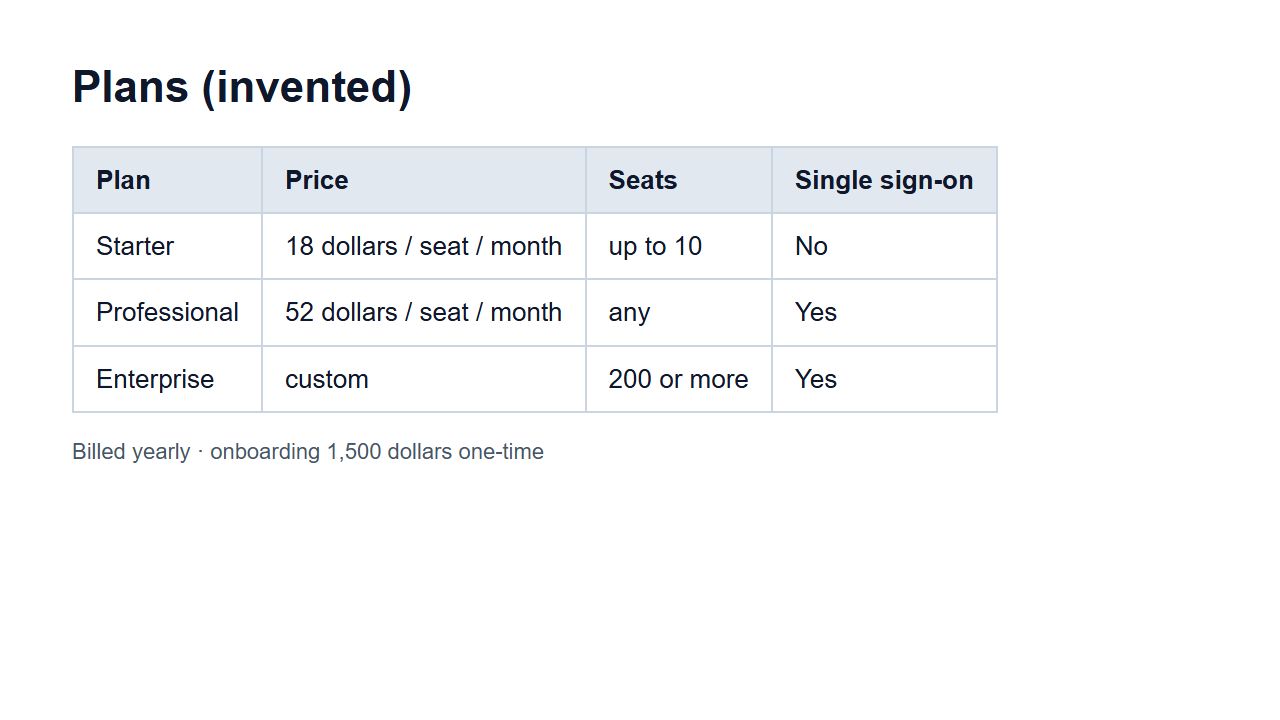 Plans (invented)
Plan Price Seats Single sign-on
Starter 18 dollars / seat / month up to 10 No
Professional 52 dollars / seat / month any Yes
Enterprise custom 200 or more Yes
Billed yearly · onboarding 1,500 dollars one-time